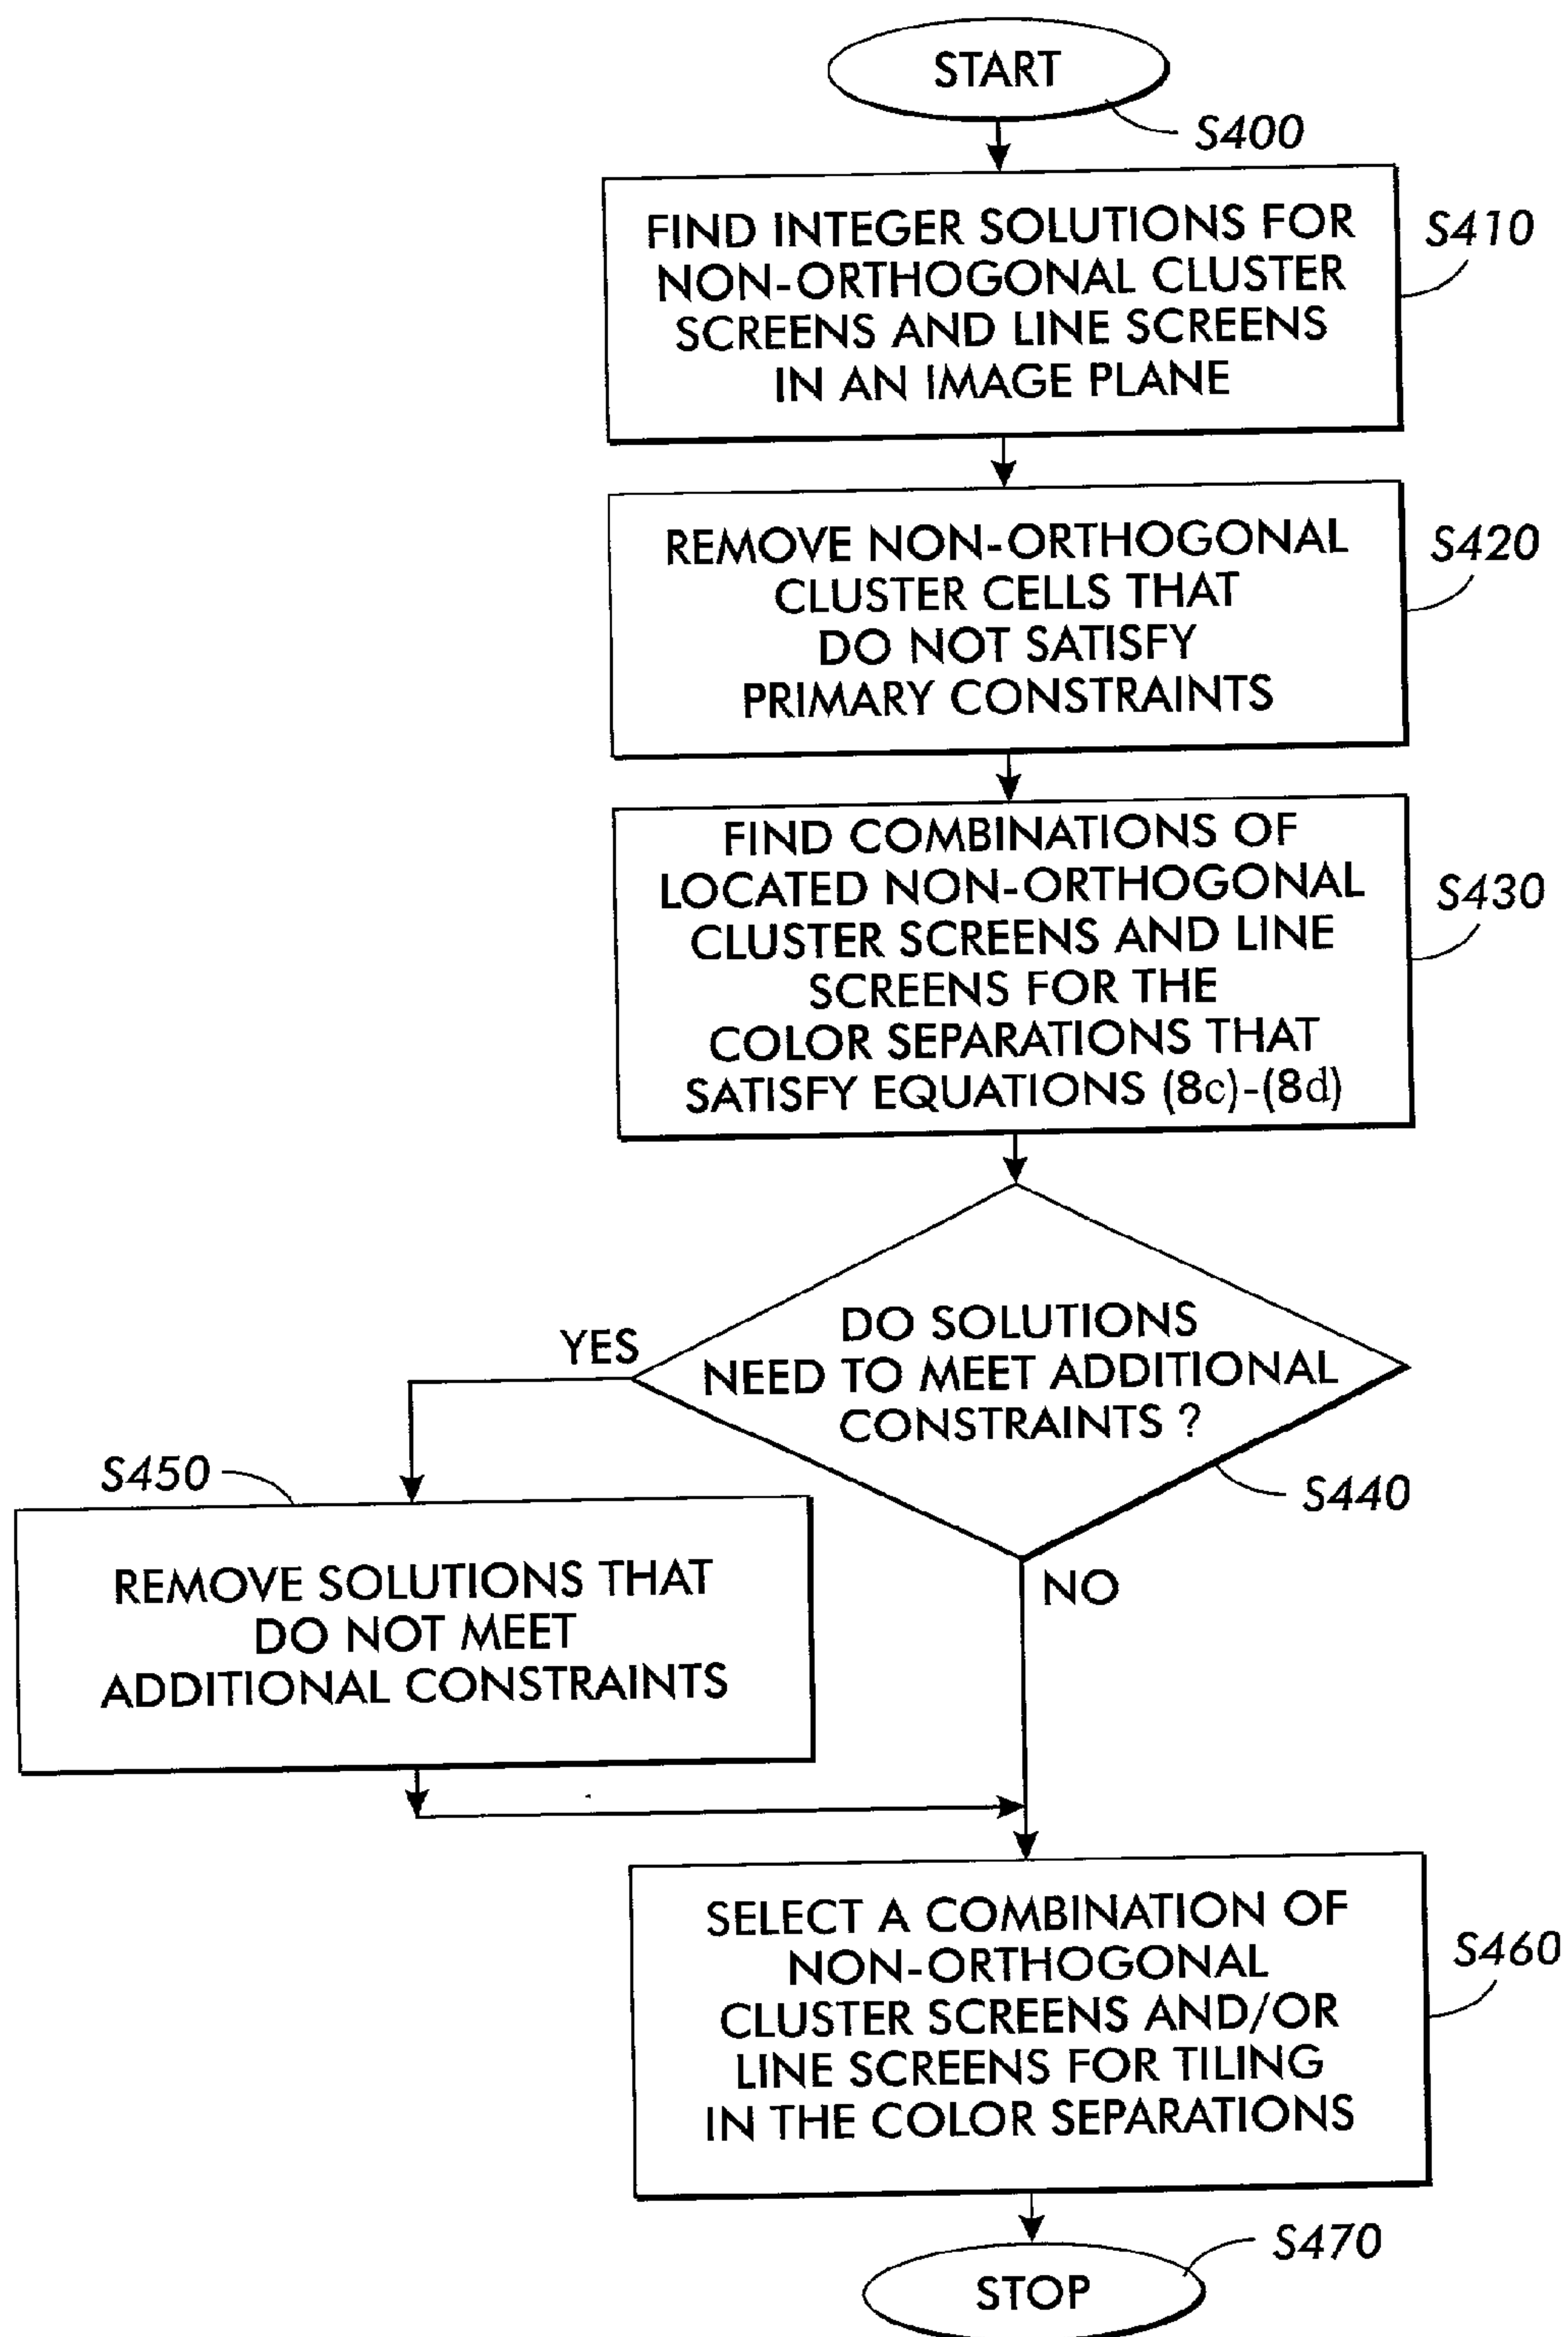 START
S400
FIND INTEGER SOLUTIONS FOR
NON-ORTHOGONAL CLUSTER
SCREENS AND LINE SCREENS
IN AN IMAGE PLANE
S410
REMOVE NON-ORTHOGONAL
CLUSTER CELLS THAT
DO NOT SATISFY
PRIMARY CONSTRAINTS
S420
FIND COMBINATIONS OF
LOCATED NON-ORTHOGONAL
CLUSTER SCREENS AND LINE
SCREENS FOR THE
COLOR SEPARATIONS THAT
SATISFY EQUATIONS (8c)-(8d)
S430
DO SOLUTIONS
NEED TO MEET ADDITIONAL
CONSTRAINTS ?
S440
YES
NO
S450
REMOVE SOLUTIONS THAT
DO NOT MEET
ADDITIONAL CONSTRAINTS
SELECT A COMBINATION OF
NON-ORTHOGONAL
CLUSTER SCREENS AND/OR
LINE SCREENS FOR TILING
IN THE COLOR SEPARATIONS
S460
STOP
S470